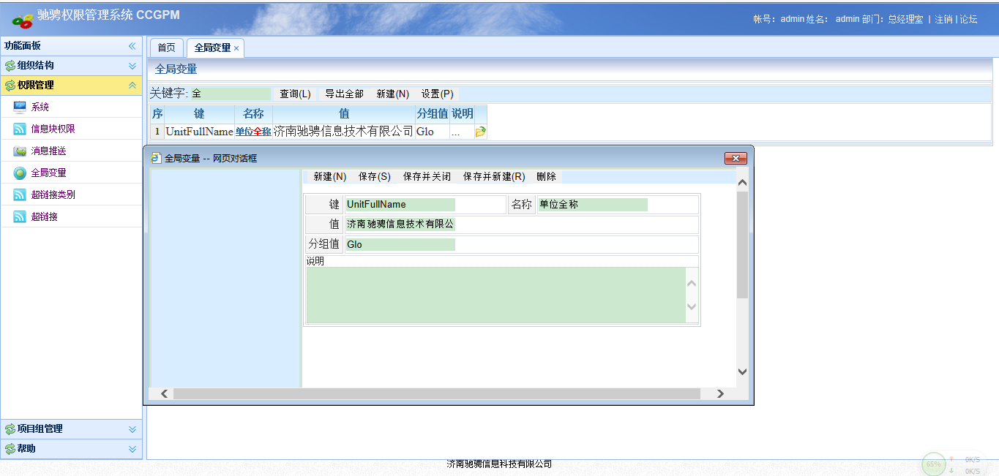 驰骋权限管理系统 CCGPM
帐号： admin 姓名： admin 部门：总经理室 | 注销 | 论坛
功能面板
组织结构
权限管理
系统
信息块权限
消息推送
全局变量
超链接类别
超链接
项目组管理
帮助
首页 全局变量 ×
全局变量
关键字: 全 查询(L) 导出全部 新建(N) 设置(P)
序 键 名称 值 分组值 说明
1 UnitFullName 单位全称 济南驰骋信息技术有限公司 Glo ...
全局变量 -- 网页对话框
新建(N) 保存(S) 保存并关闭 保存并新建(R) 删除
键 UnitFullName 名称 单位全称
值 济南驰骋信息技术有限公
分组值 Glo
说明
济南驰骋信息科技有限公司
65% 0K/S
0K/S